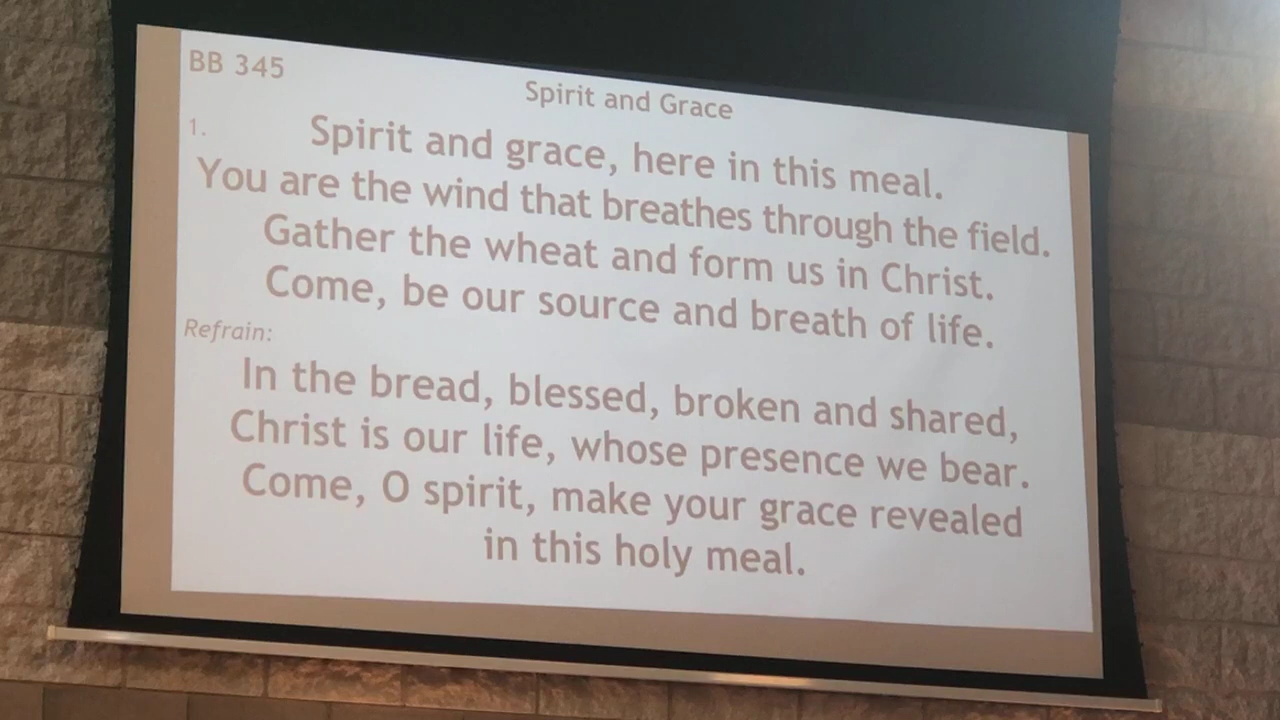 BB 345
Spirit and Grace
1.
Spirit and grace, here in this meal.
You are the wind that breathes through the field.
Gather the wheat and form us in Christ.
Come, be our source and breath of life.
Refrain:
In the bread, blessed, broken and shared,
Christ is our life, whose presence we bear.
Come, O spirit, make your grace revealed
in this holy meal.